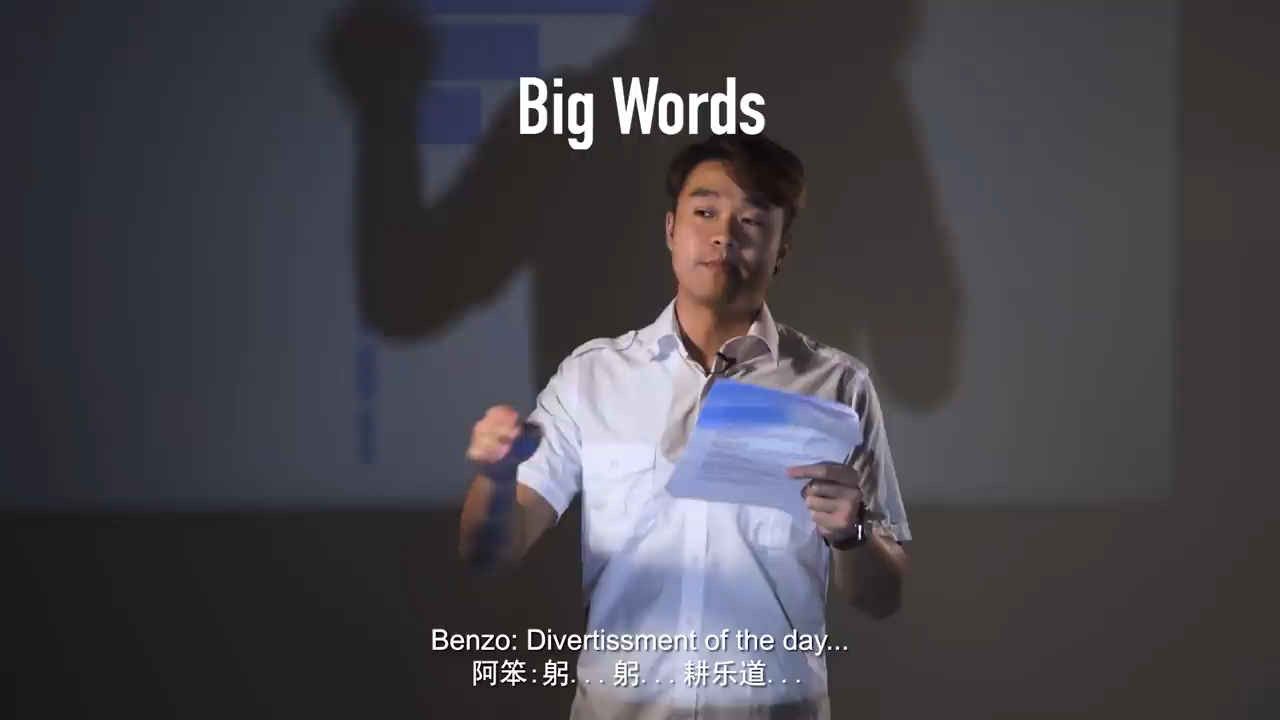 Big Words
Benzo: Divertissment of the day...
阿笨：躬...躬...耕乐道...